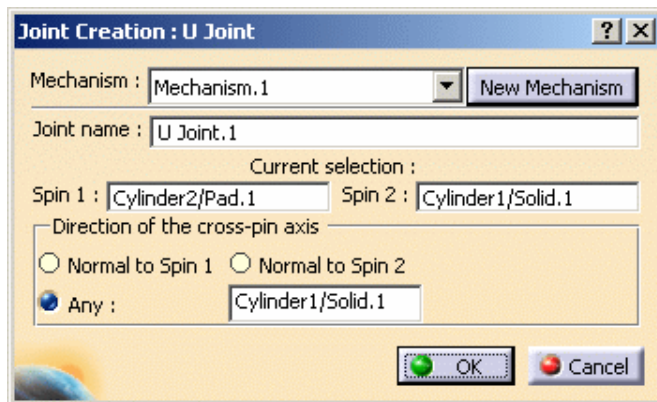 Joint Creation : U Joint
Mechanism : Mechanism.1 New Mechanism
Joint name : U Joint.1
Current selection :
Spin 1 : Cylinder2/Pad.1 Spin 2 : Cylinder1/Solid.1
Direction of the cross-pin axis
Normal to Spin 1 Normal to Spin 2
Any : Cylinder1/Solid.1
OK Cancel